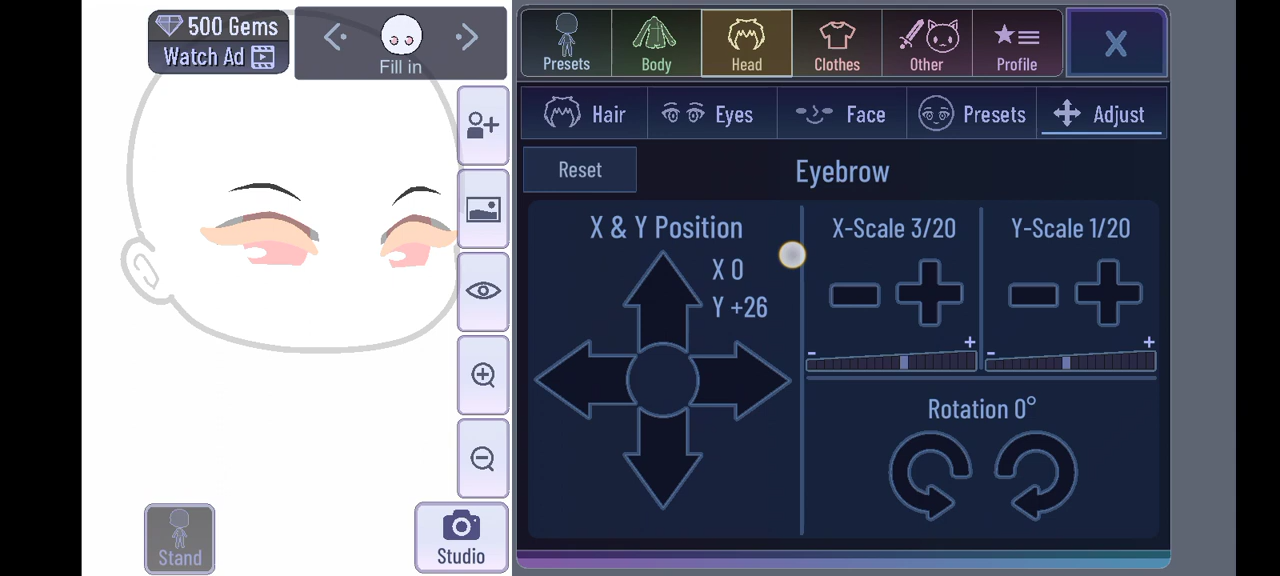 500 Gems
Watch Ad
Fill in
Presets
Body
Head
Clothes
Other
Profile
X
Hair
Eyes
Face
Presets
Adjust
Reset
Eyebrow
X & Y Position
X 0
Y +26
X-Scale 3/20
Y-Scale 1/20
- +
- +
Rotation 0°
Stand
Studio